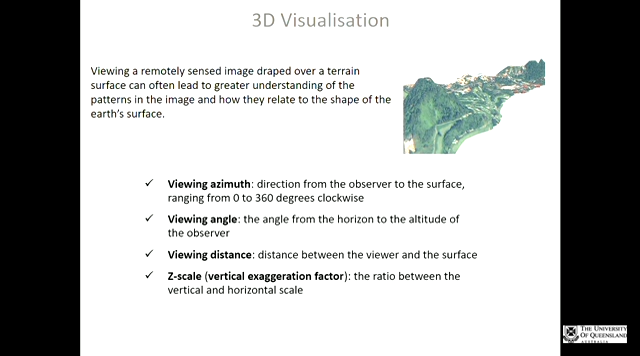 3D Visualisation
Viewing a remotely sensed image draped over a terrain
surface can often lead to greater understanding of the
patterns in the image and how they relate to the shape of the
earth's surface.
✓ Viewing azimuth: direction from the observer to the surface,
ranging from 0 to 360 degrees clockwise
✓ Viewing angle: the angle from the horizon to the altitude of
the observer
✓ Viewing distance: distance between the viewer and the surface
✓ Z-scale (vertical exaggeration factor): the ratio between the
vertical and horizontal scale
THE UNIVERSITY
OF QUEENSLAND
AUSTRALIA